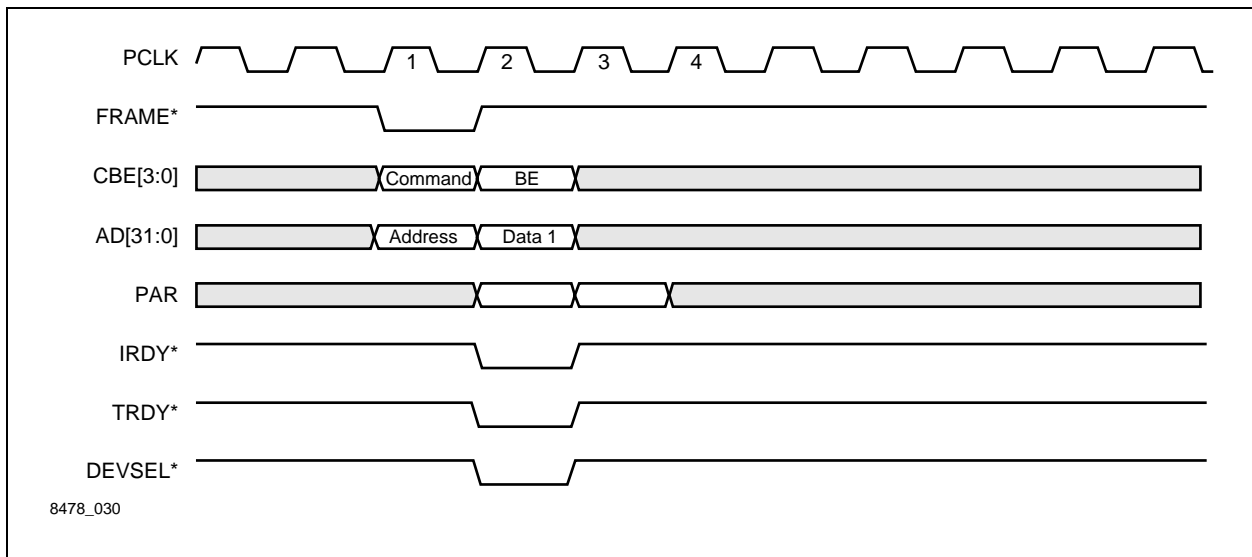 PCLK 1 2 3 4
FRAME*
CBE[3:0] Command BE
AD[31:0] Address Data 1
PAR
IRDY*
TRDY*
DEVSEL*
8478_030